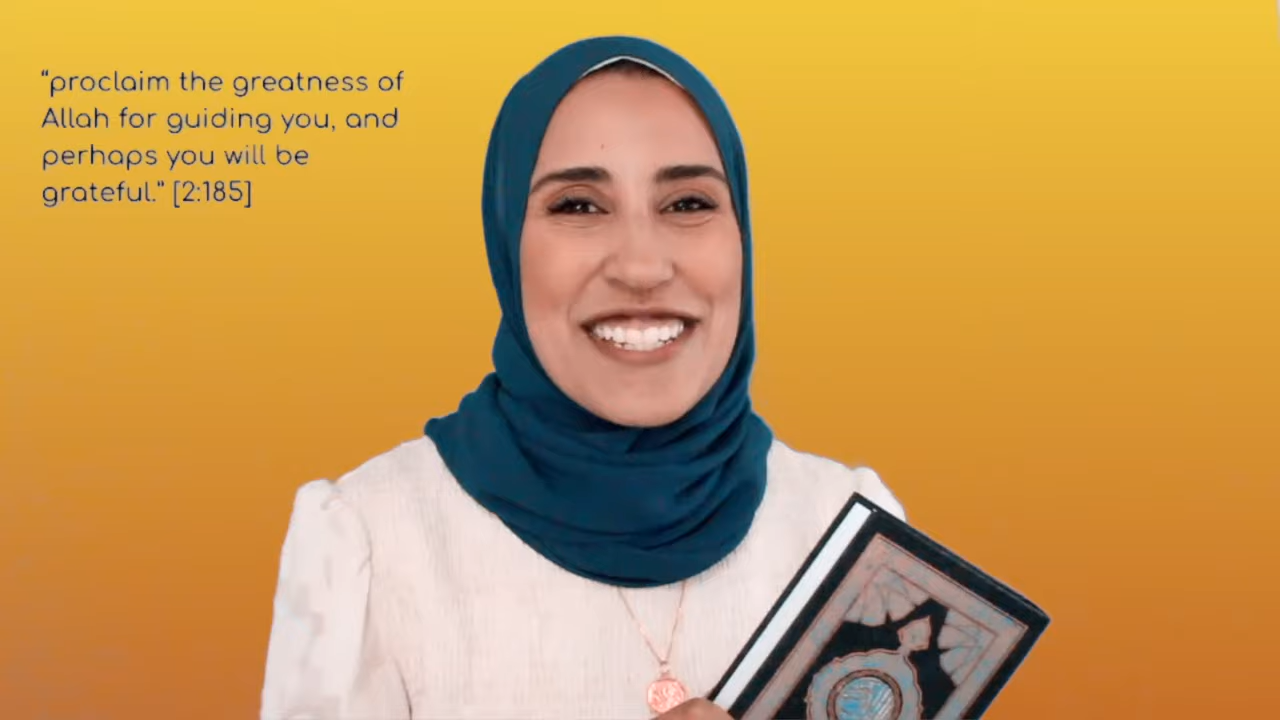 “proclaim the greatness of
Allah for guiding you, and
perhaps you will be
grateful.” [2:185]